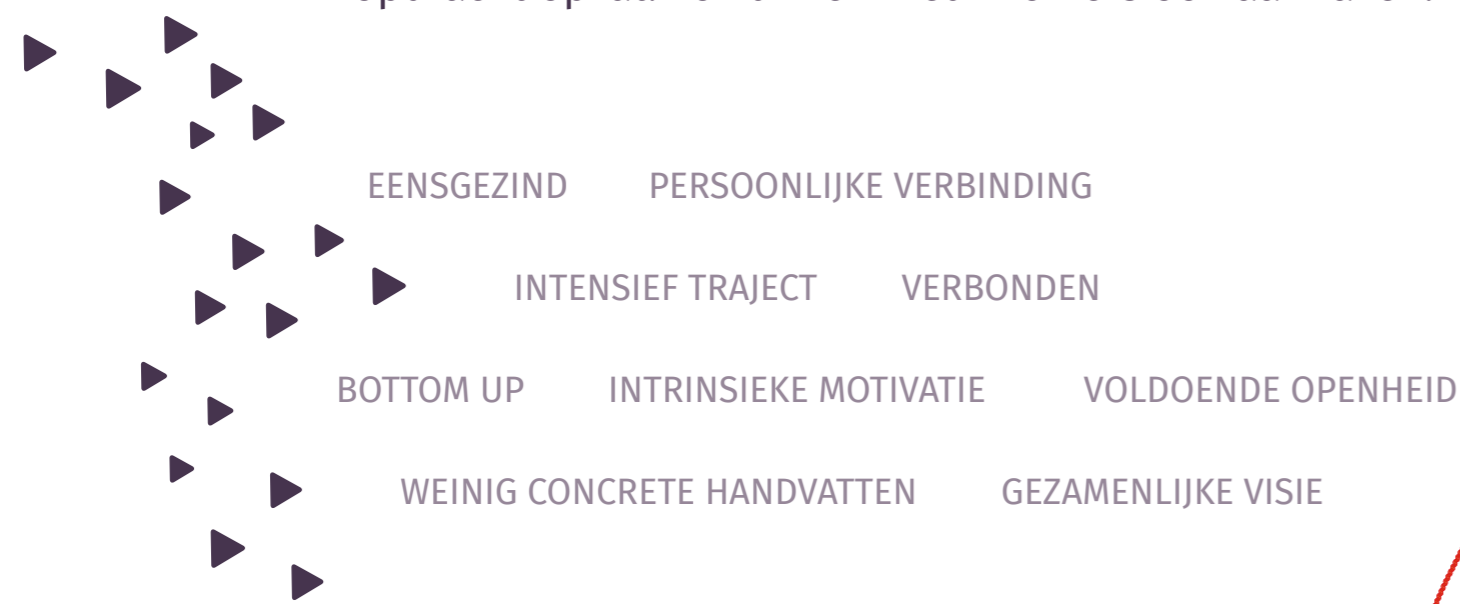 EENSGEZIND PERSOONLIJKE VERBINDING
INTENSIEF TRAJECT VERBONDEN
BOTTOM UP INTRINSIEKE MOTIVATIE VOLDOENDE OPENHEID
WEINIG CONCRETE HANDVATTEN GEZAMENLIJKE VISIE